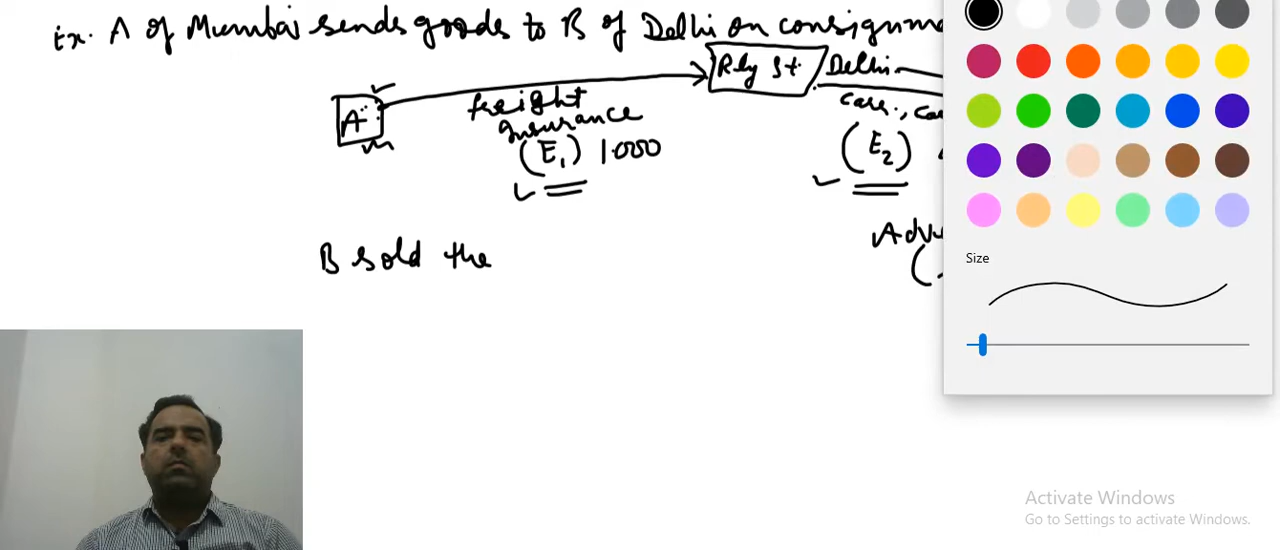 Ex. A of Mumbai sends goods to B of Delhi on consignme
Rly St. Delhi
A
freight
Insurance
(E1) 1000
(E2)
Adv
B sold the
Size
Activate Windows
Go to Settings to activate Windows.